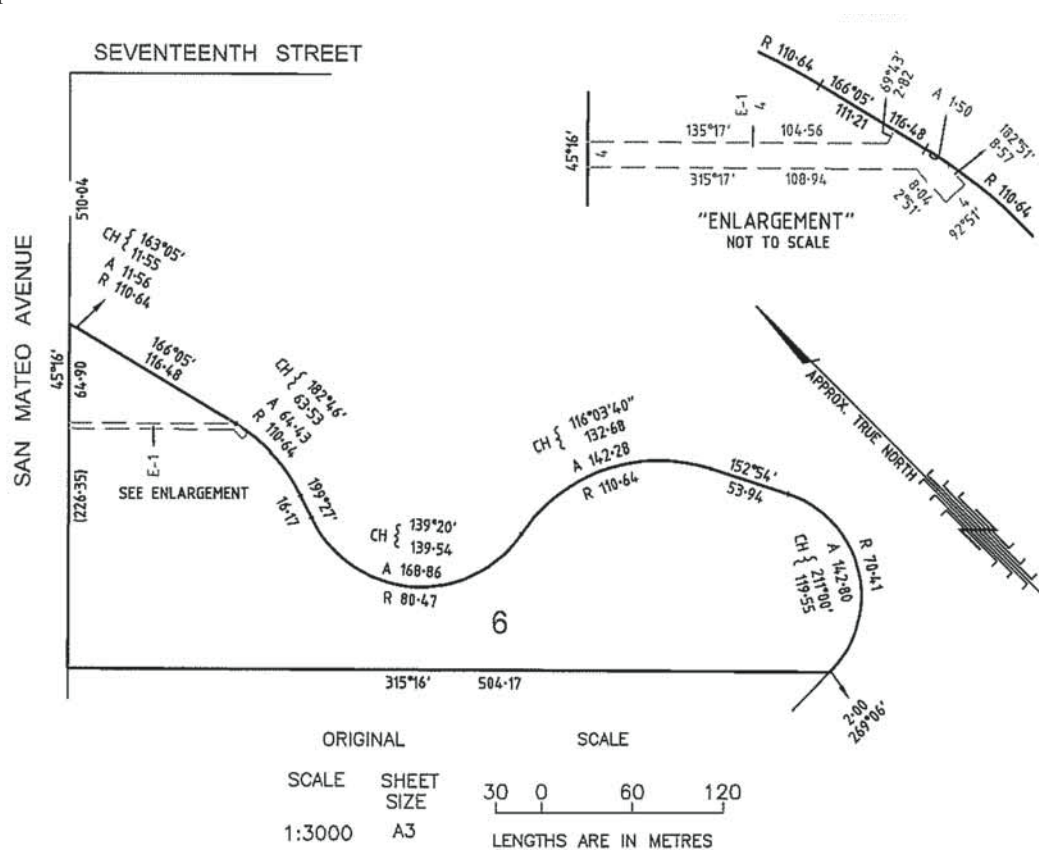 SEVENTEENTH STREET
SAN MATEO AVENUE
510·04
CH { 163°05'
11·55
A 11·56
R 110·64
45°16'
64·90
(226·35)
166°05'
116·48
E-1
SEE ENLARGEMENT
CH { 182°46'
63·53
A 64·43
R 110·64
199°27'
16·17
CH { 139°20'
139·54
A 168·86
R 80·47
CH { 116°03'40"
132·68
A 142·28
R 110·64
152°54'
53·94
R 70·41
A 142·80
CH { 211°00'
119·55
6
315°16' 504·17
2·00
269°06'
R 110·64
166°05'
111·21
69°43'
2·82
A 1·50
116·48
182°51'
8·57
R 110·64
E-1
4
135°17' 104·56
45°16'
4
315°17' 108·94
8·04
2°51'
4
92°51'
"ENLARGEMENT"
NOT TO SCALE
APPROX. TRUE NORTH
ORIGINAL
SCALE
SHEET
SIZE
1:3000
A3
SCALE
30 0 60 120
LENGTHS ARE IN METRES